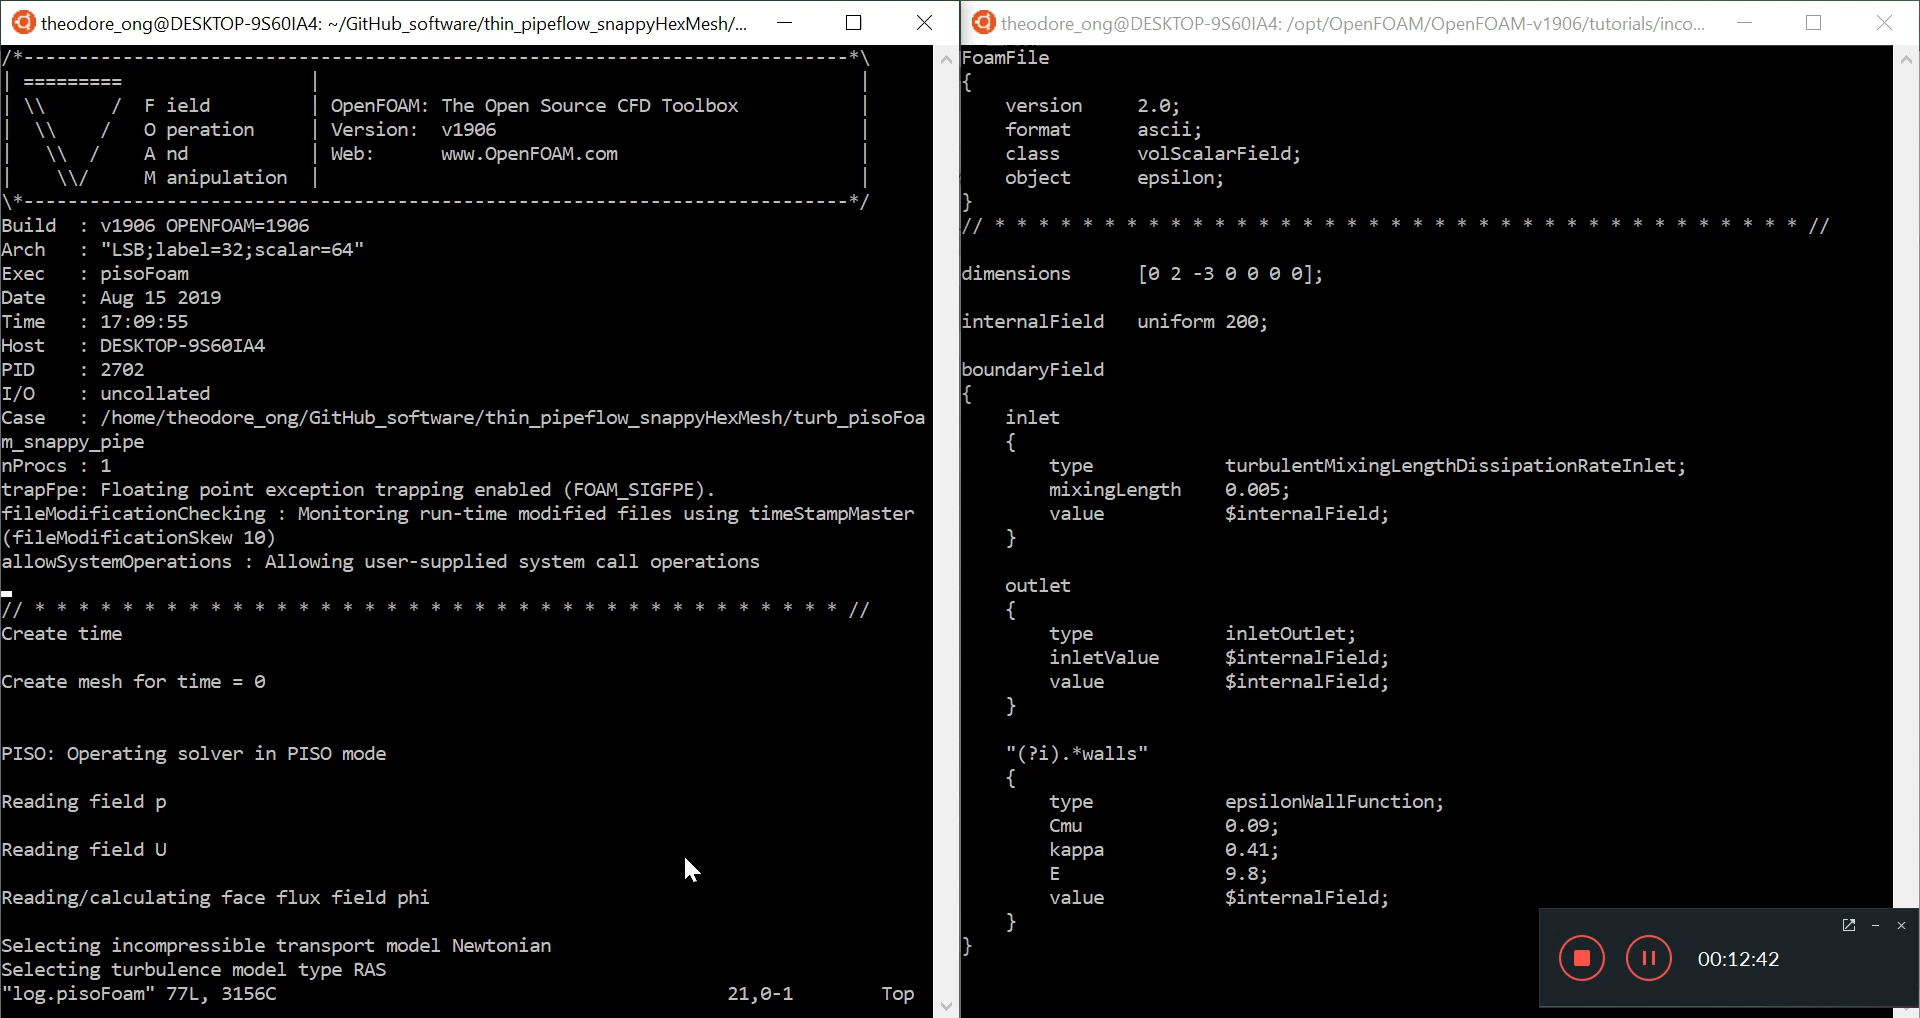 theodore_ong@DESKTOP-9S60IA4: ~/GitHub_software/thin_pipeflow_snappyHexMesh/...
/*---------------------------------------------------------------------------*\
| =========                 |                                                 |
| \\      /  F ield         | OpenFOAM: The Open Source CFD Toolbox           |
|  \\    /   O peration     | Version:  v1906                                 |
|   \\  /    A nd           | Web:      www.OpenFOAM.com                      |
|    \\/     M anipulation  |                                                 |
\*---------------------------------------------------------------------------*/
Build  : v1906 OPENFOAM=1906
Arch   : "LSB;label=32;scalar=64"
Exec   : pisoFoam
Date   : Aug 15 2019
Time   : 17:09:55
Host   : DESKTOP-9S60IA4
PID    : 2702
I/O    : uncollated
Case   : /home/theodore_ong/GitHub_software/thin_pipeflow_snappyHexMesh/turb_pisoFoa
m_snappy_pipe
nProcs : 1
trapFpe: Floating point exception trapping enabled (FOAM_SIGFPE).
fileModificationChecking : Monitoring run-time modified files using timeStampMaster
(fileModificationSkew 10)
allowSystemOperations : Allowing user-supplied system call operations
// * * * * * * * * * * * * * * * * * * * * * * * * * * * * * * * * * * * * * //
Create time
Create mesh for time = 0
PISO: Operating solver in PISO mode
Reading field p
Reading field U
Reading/calculating face flux field phi
Selecting incompressible transport model Newtonian
Selecting turbulence model type RAS
"log.pisoFoam" 77L, 3156C 21,0-1 Top
theodore_ong@DESKTOP-9S60IA4: /opt/OpenFOAM/OpenFOAM-v1906/tutorials/inco...
FoamFile
{
    version     2.0;
    format      ascii;
    class       volScalarField;
    object      epsilon;
}
// * * * * * * * * * * * * * * * * * * * * * * * * * * * * * * * * * * * * * //
dimensions      [0 2 -3 0 0 0 0];
internalField   uniform 200;
boundaryField
{
    inlet
    {
        type            turbulentMixingLengthDissipationRateInlet;
        mixingLength    0.005;
        value           $internalField;
    }
    outlet
    {
        type            inletOutlet;
        inletValue      $internalField;
        value           $internalField;
    }
    "(?i).*walls"
    {
        type            epsilonWallFunction;
        Cmu             0.09;
        kappa           0.41;
        E               9.8;
        value           $internalField;
    }
}
00:12:42